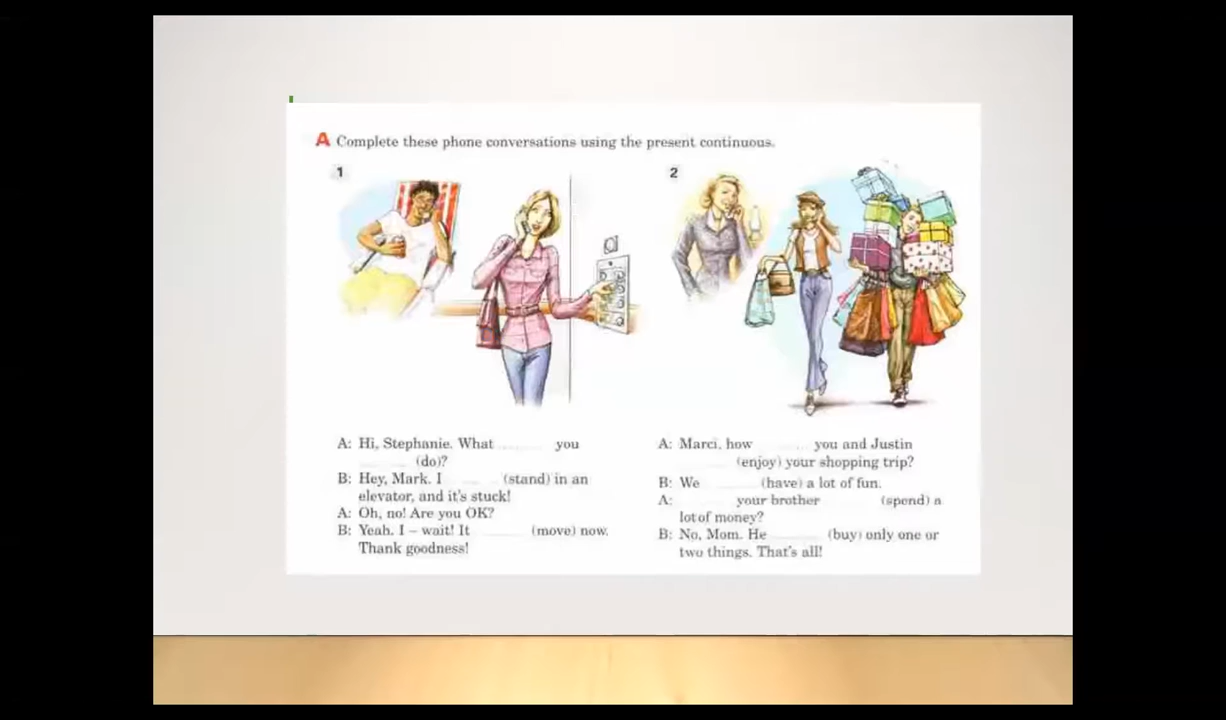 A Complete these phone conversations using the present continuous.
1
A: Hi, Stephanie. What ........ you
........ (do)?
B: Hey, Mark. I ........ (stand) in an
elevator, and it's stuck!
A: Oh, no! Are you OK?
B: Yeah. I – wait! It ........ (move) now.
Thank goodness!
2
A: Marci, how ........ you and Justin
........ (enjoy) your shopping trip?
B: We ........ (have) a lot of fun.
A: ........ your brother ........ (spend) a
lot of money?
B: No, Mom. He ........ (buy) only one or
two things. That's all!